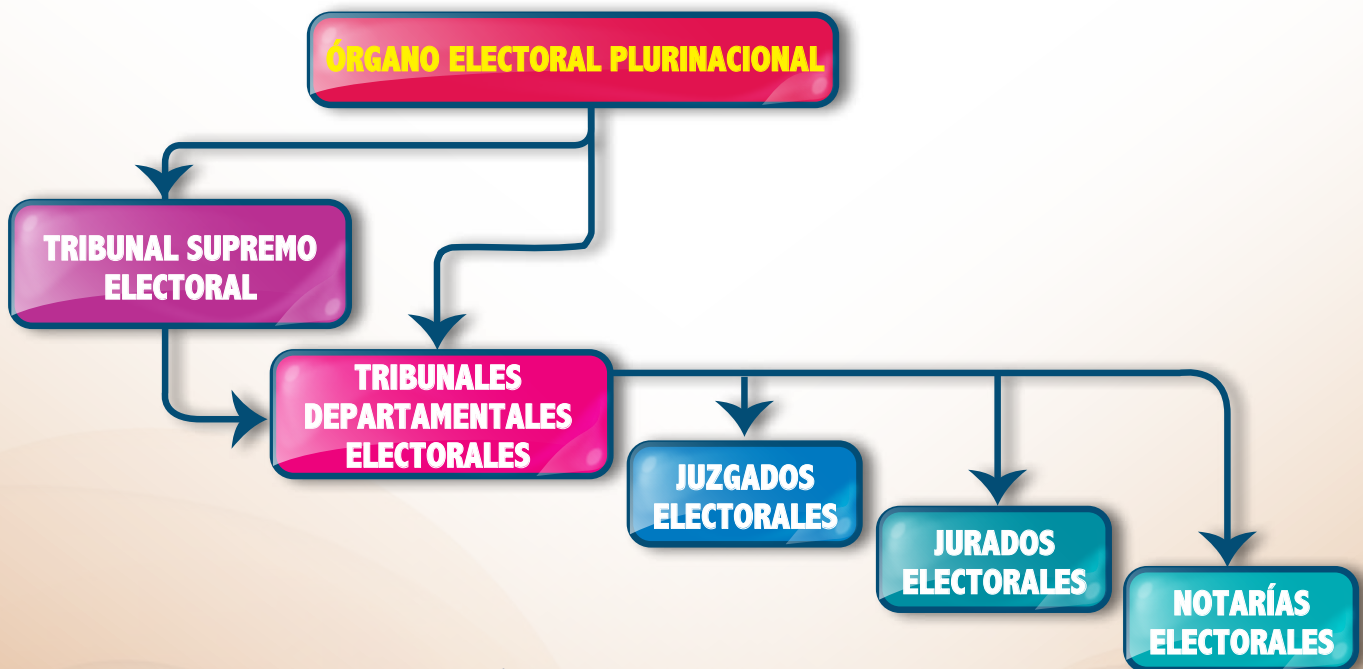 ÓRGANO ELECTORAL PLURINACIONAL
TRIBUNAL SUPREMO
ELECTORAL
TRIBUNALES
DEPARTAMENTALES
ELECTORALES
JUZGADOS
ELECTORALES
JURADOS
ELECTORALES
NOTARÍAS
ELECTORALES